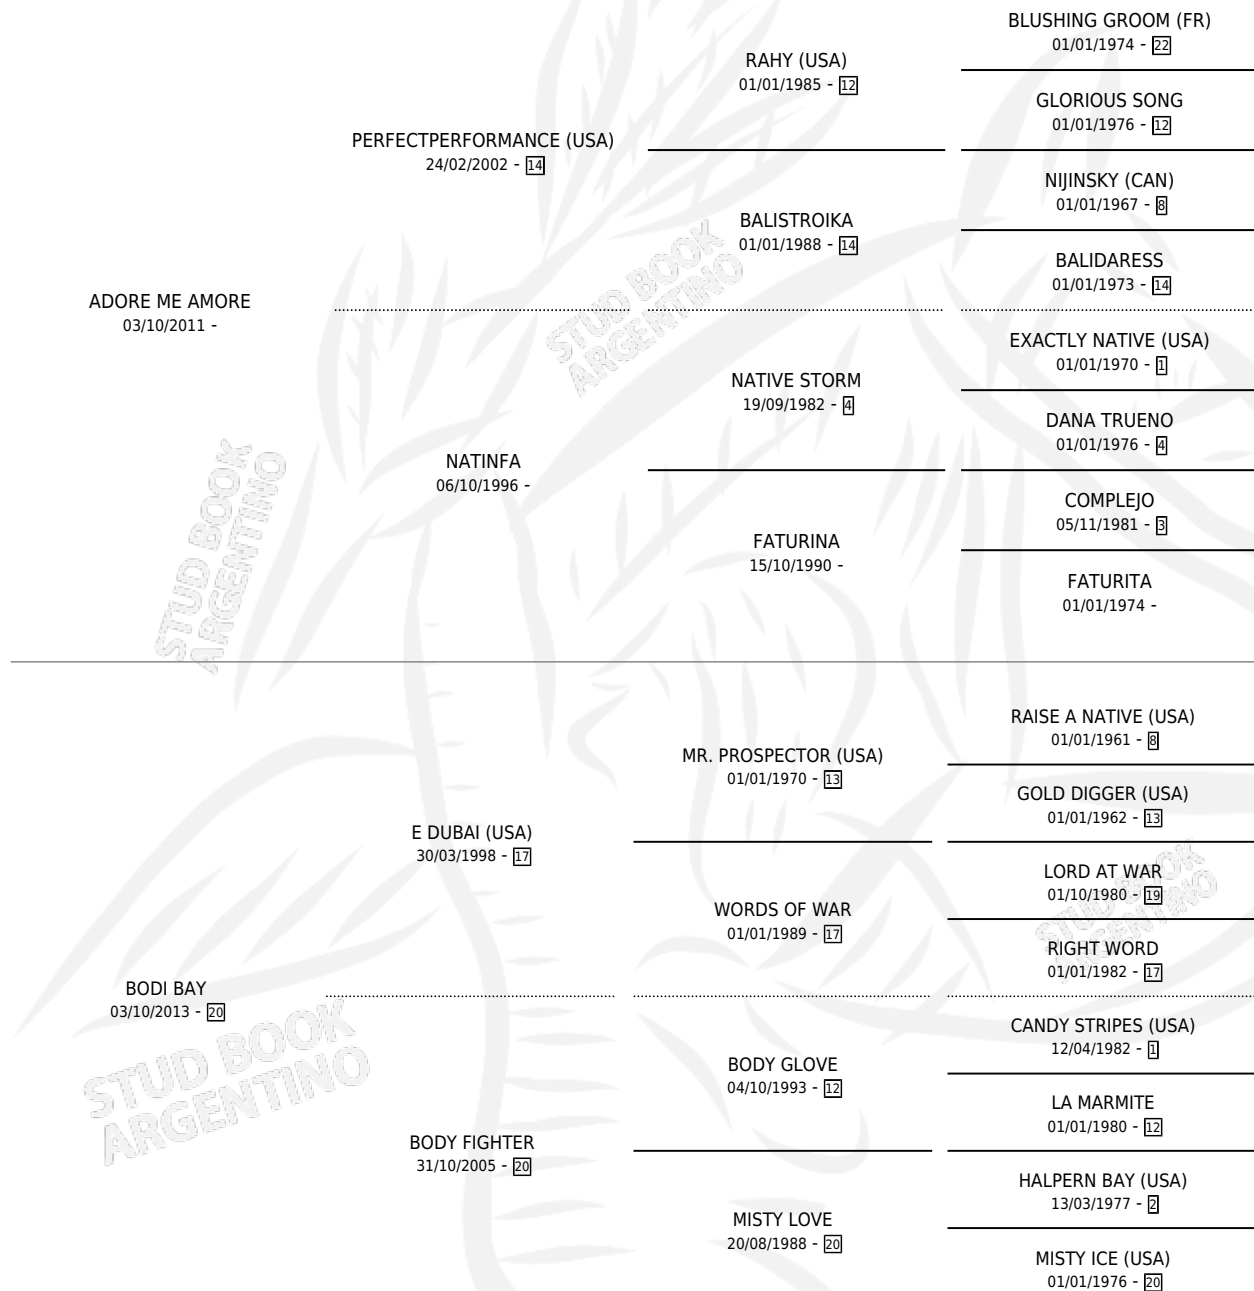 BLUSHING GROOM (FR)
01/01/1974 - 22
RAHY (USA)
01/01/1985 - 12
GLORIOUS SONG
01/01/1976 - 12
PERFECTPERFORMANCE (USA)
24/02/2002 - 14
NIJINSKY (CAN)
01/01/1967 - 8
BALISTROIKA
01/01/1988 - 14
BALIDARESS
01/01/1973 - 14
ADORE ME AMORE
03/10/2011 -
EXACTLY NATIVE (USA)
01/01/1970 - 1
NATIVE STORM
19/09/1982 - 4
DANA TRUENO
01/01/1976 - 4
NATINFA
06/10/1996 -
COMPLEJO
05/11/1981 - 3
FATURINA
15/10/1990 -
FATURITA
01/01/1974 -
RAISE A NATIVE (USA)
01/01/1961 - 8
MR. PROSPECTOR (USA)
01/01/1970 - 13
GOLD DIGGER (USA)
01/01/1962 - 13
E DUBAI (USA)
30/03/1998 - 17
LORD AT WAR
01/10/1980 - 19
WORDS OF WAR
01/01/1989 - 17
RIGHT WORD
01/01/1982 - 17
BODI BAY
03/10/2013 - 20
CANDY STRIPES (USA)
12/04/1982 - 1
BODY GLOVE
04/10/1993 - 12
LA MARMITE
01/01/1980 - 12
BODY FIGHTER
31/10/2005 - 20
HALPERN BAY (USA)
13/03/1977 - 2
MISTY LOVE
20/08/1988 - 20
MISTY ICE (USA)
01/01/1976 - 20
STUD BOOK
ARGENTINO
STUD BOOK
ARGENTINO
STUD BOOK
ARGENTINO
STUD BOOK
ARGENTINO